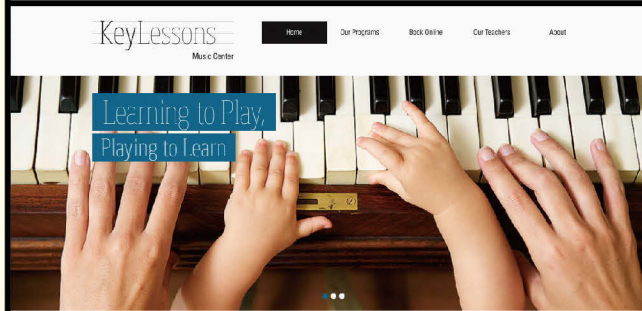 KeyLessons
Music Center
Home
Our Programs
Book Online
Our Teachers
About
Learning to Play,
Playing to Learn